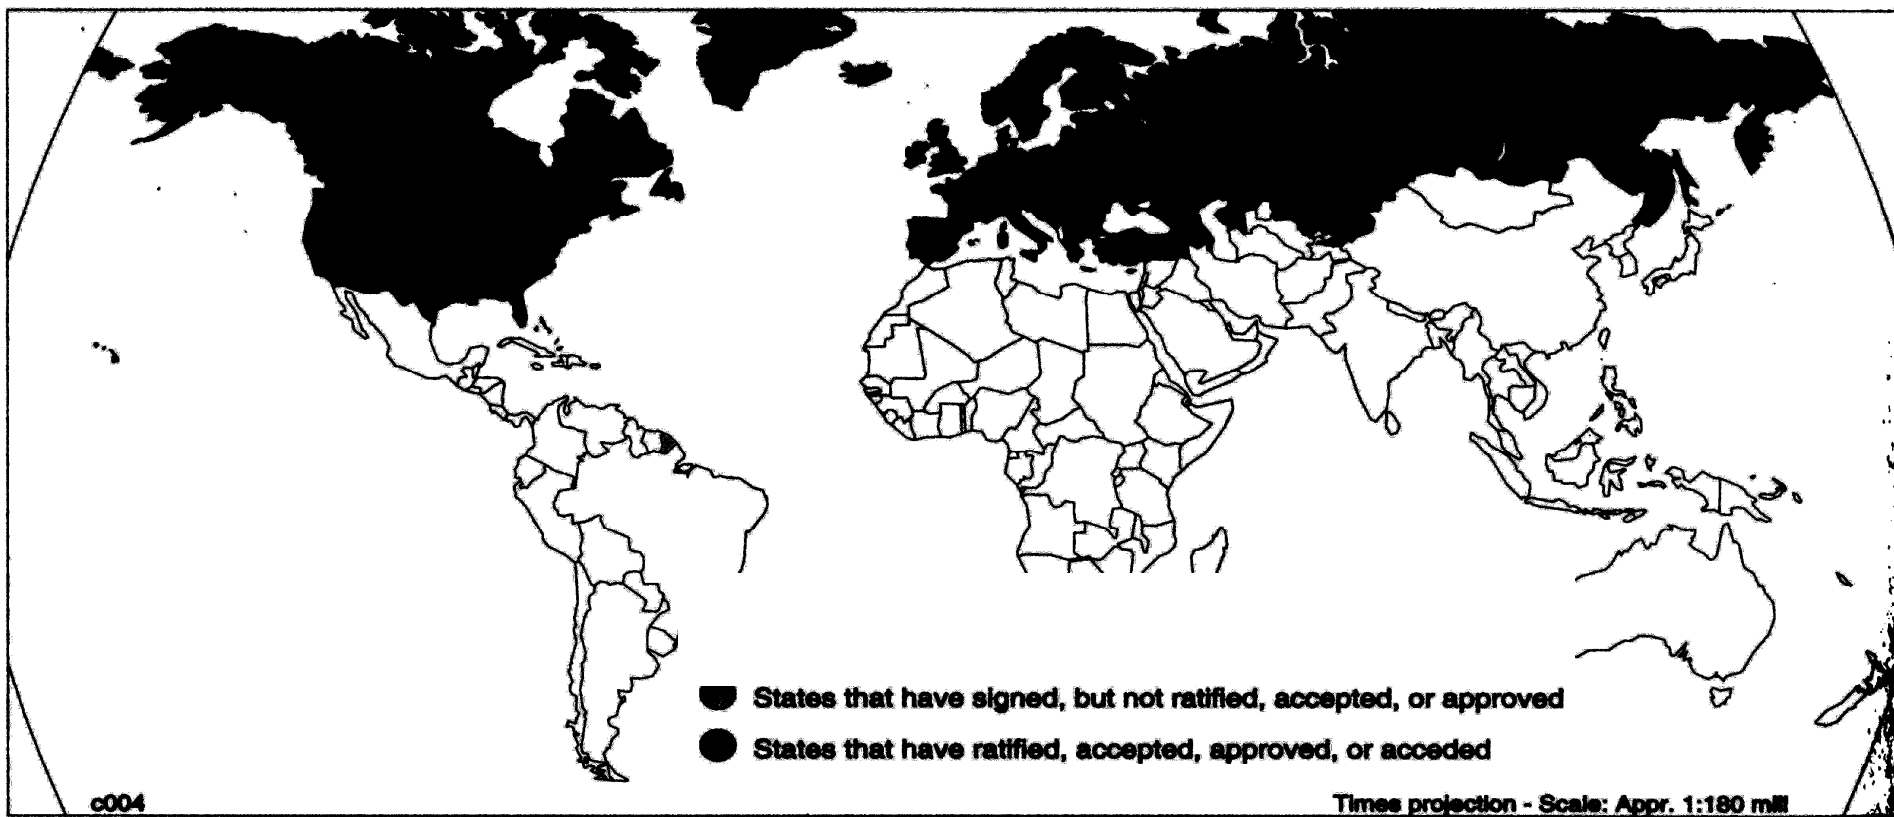 States that have signed, but not ratified, accepted, or approved
States that have ratified, accepted, approved, or acceded
c004
Times projection - Scale: Appr. 1:180 mill